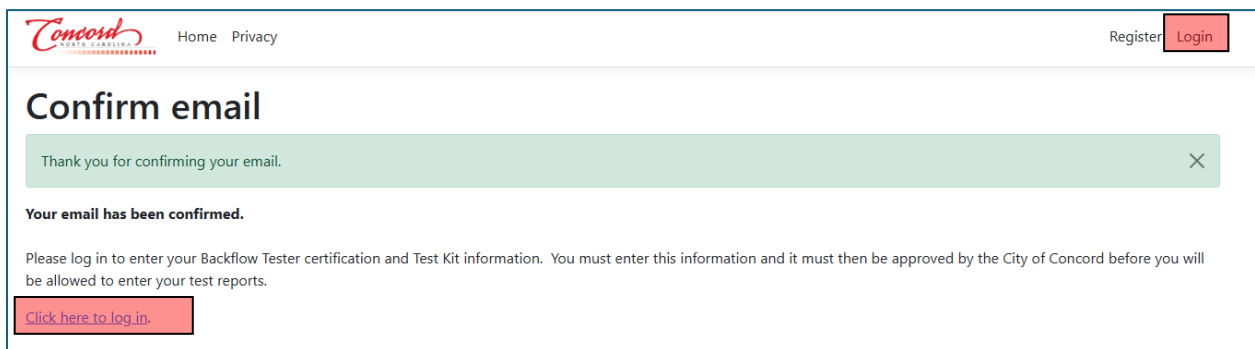 Concord
NORTH CAROLINA
Home Privacy
Register Login
Confirm email
Thank you for confirming your email.
Your email has been confirmed.
Please log in to enter your Backflow Tester certification and Test Kit information. You must enter this information and it must then be approved by the City of Concord before you will
be allowed to enter your test reports.
Click here to log in.